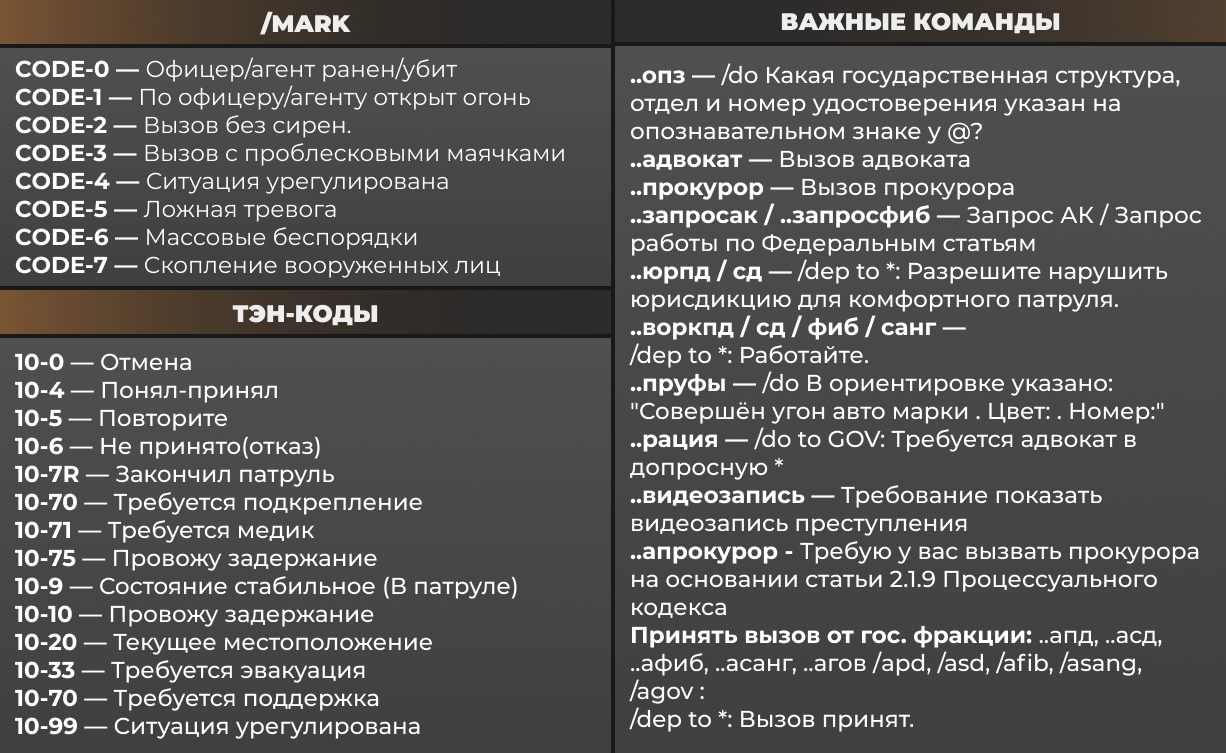 /MARK
CODE-0 — Офицер/агент ранен/убит
CODE-1 — По офицеру/агенту открыт огонь
CODE-2 — Вызов без сирен.
CODE-3 — Вызов с проблесковыми маячками
CODE-4 — Ситуация урегулирована
CODE-5 — Ложная тревога
CODE-6 — Массовые беспорядки
CODE-7 — Скопление вооруженных лиц
ТЭН-КОДЫ
10-0 — Отмена
10-4 — Понял-принял
10-5 — Повторите
10-6 — Не принято(отказ)
10-7R — Закончил патруль
10-70 — Требуется подкрепление
10-71 — Требуется медик
10-75 — Провожу задержание
10-9 — Состояние стабильное (В патруле)
10-10 — Провожу задержание
10-20 — Текущее местоположение
10-33 — Требуется эвакуация
10-70 — Требуется поддержка
10-99 — Ситуация урегулирована
ВАЖНЫЕ КОМАНДЫ
..опз — /do Какая государственная структура,
отдел и номер удостоверения указан на
опознавательном знаке у @?
..адвокат — Вызов адвоката
..прокурор — Вызов прокурора
..запросак / ..запросфиб — Запрос АК / Запрос
работы по Федеральным статьям
..юрпд / сд — /dep to *: Разрешите нарушить
юрисдикцию для комфортного патруля.
..воркпд / сд / фиб / санг —
/dep to *: Работайте.
..пруфы — /do В ориентировке указано:
"Совершён угон авто марки . Цвет: . Номер:"
..рация — /do to GOV: Требуется адвокат в
допросную *
..видеозапись — Требование показать
видеозапись преступления
..апрокурор - Требую у вас вызвать прокурора
на основании статьи 2.1.9 Процессуального
кодекса
Принять вызов от гос. фракции: ..апд, ..асд,
..афиб, ..асанг, ..агов /apd, /asd, /afib, /asang,
/agov :
/dep to *: Вызов принят.